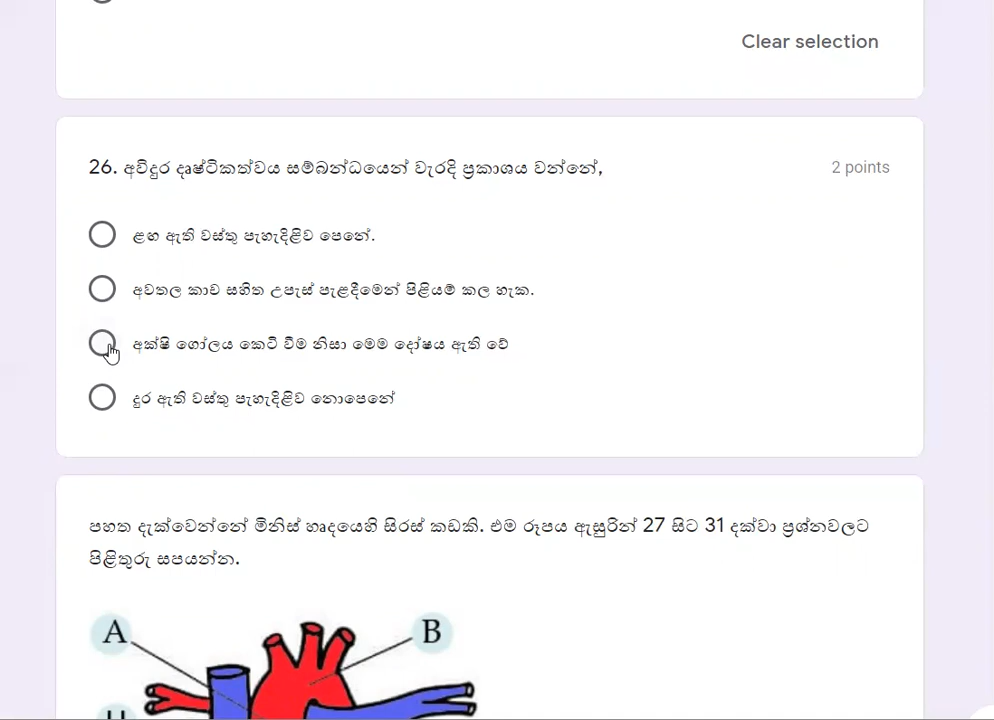 Clear selection
26. අවිදුර දෘෂ්ටිකත්වය සම්බන්ධයෙන් වැරදි ප්‍රකාශය වන්නේ,
2 points
ළඟ ඇති වස්තු පැහැදිළිව පෙනේ.
අවතල කාච සහිත උපැස් පැළඳීමෙන් පිළියම් කල හැක.
අක්ෂි ගෝලය කෙටි වීම නිසා මෙම දෝෂය ඇති වේ
දුර ඇති වස්තු පැහැදිළිව නොපෙනේ
පහත දැක්වෙන්නේ මිනිස් හෘදයෙහි සිරස් කඩකි. එම රූපය ඇසුරින් 27 සිට 31 දක්වා ප්‍රශ්නවලට
පිළිතුරු සපයන්න.
A
B